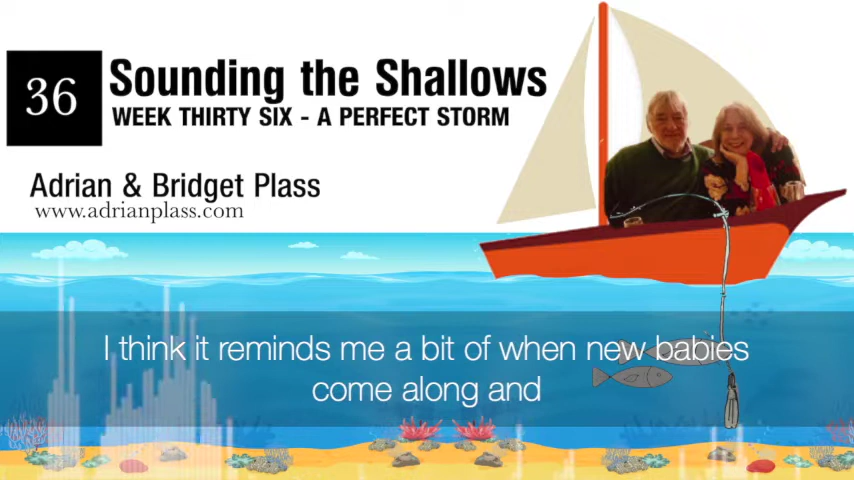 36
Sounding the Shallows
WEEK THIRTY SIX - A PERFECT STORM
Adrian & Bridget Plass
www.adrianplass.com
I think it reminds me a bit of when new babies
come along and